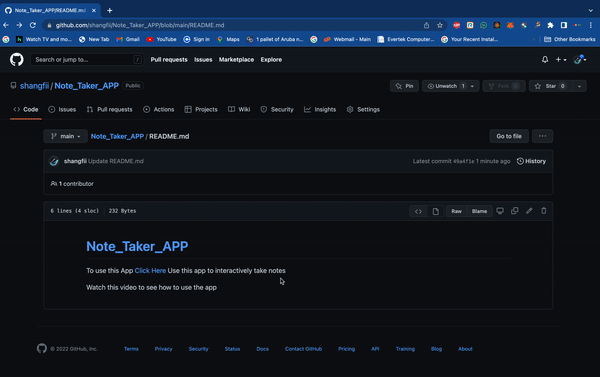 Note_Taker_APP/README.md at
github.com/shangfii/Note_Taker_APP/blob/main/README.md
Watch TV and mo... New Tab Gmail YouTube Sign in Maps 1 pallet of Aruba n... Webmail - Main Evertek Computer... Your Recent Instal... Other Bookmarks
Search or jump to... / Pull requests Issues Marketplace Explore
shangfii / Note_Taker_APP Public Pin Unwatch 1 Fork 0 Star 0
Code Issues Pull requests Actions Projects Wiki Security Insights Settings
main Note_Taker_APP / README.md Go to file ...
shangfii Update README.md Latest commit 1 minute ago History
1 contributor
6 lines (4 sloc) 232 Bytes <> Raw Blame
Note_Taker_APP
To use this App Click Here Use this app to interactively take notes
Watch this video to see how to use the app
© 2022 GitHub, Inc. Terms Privacy Security Status Docs Contact GitHub Pricing API Training Blog About